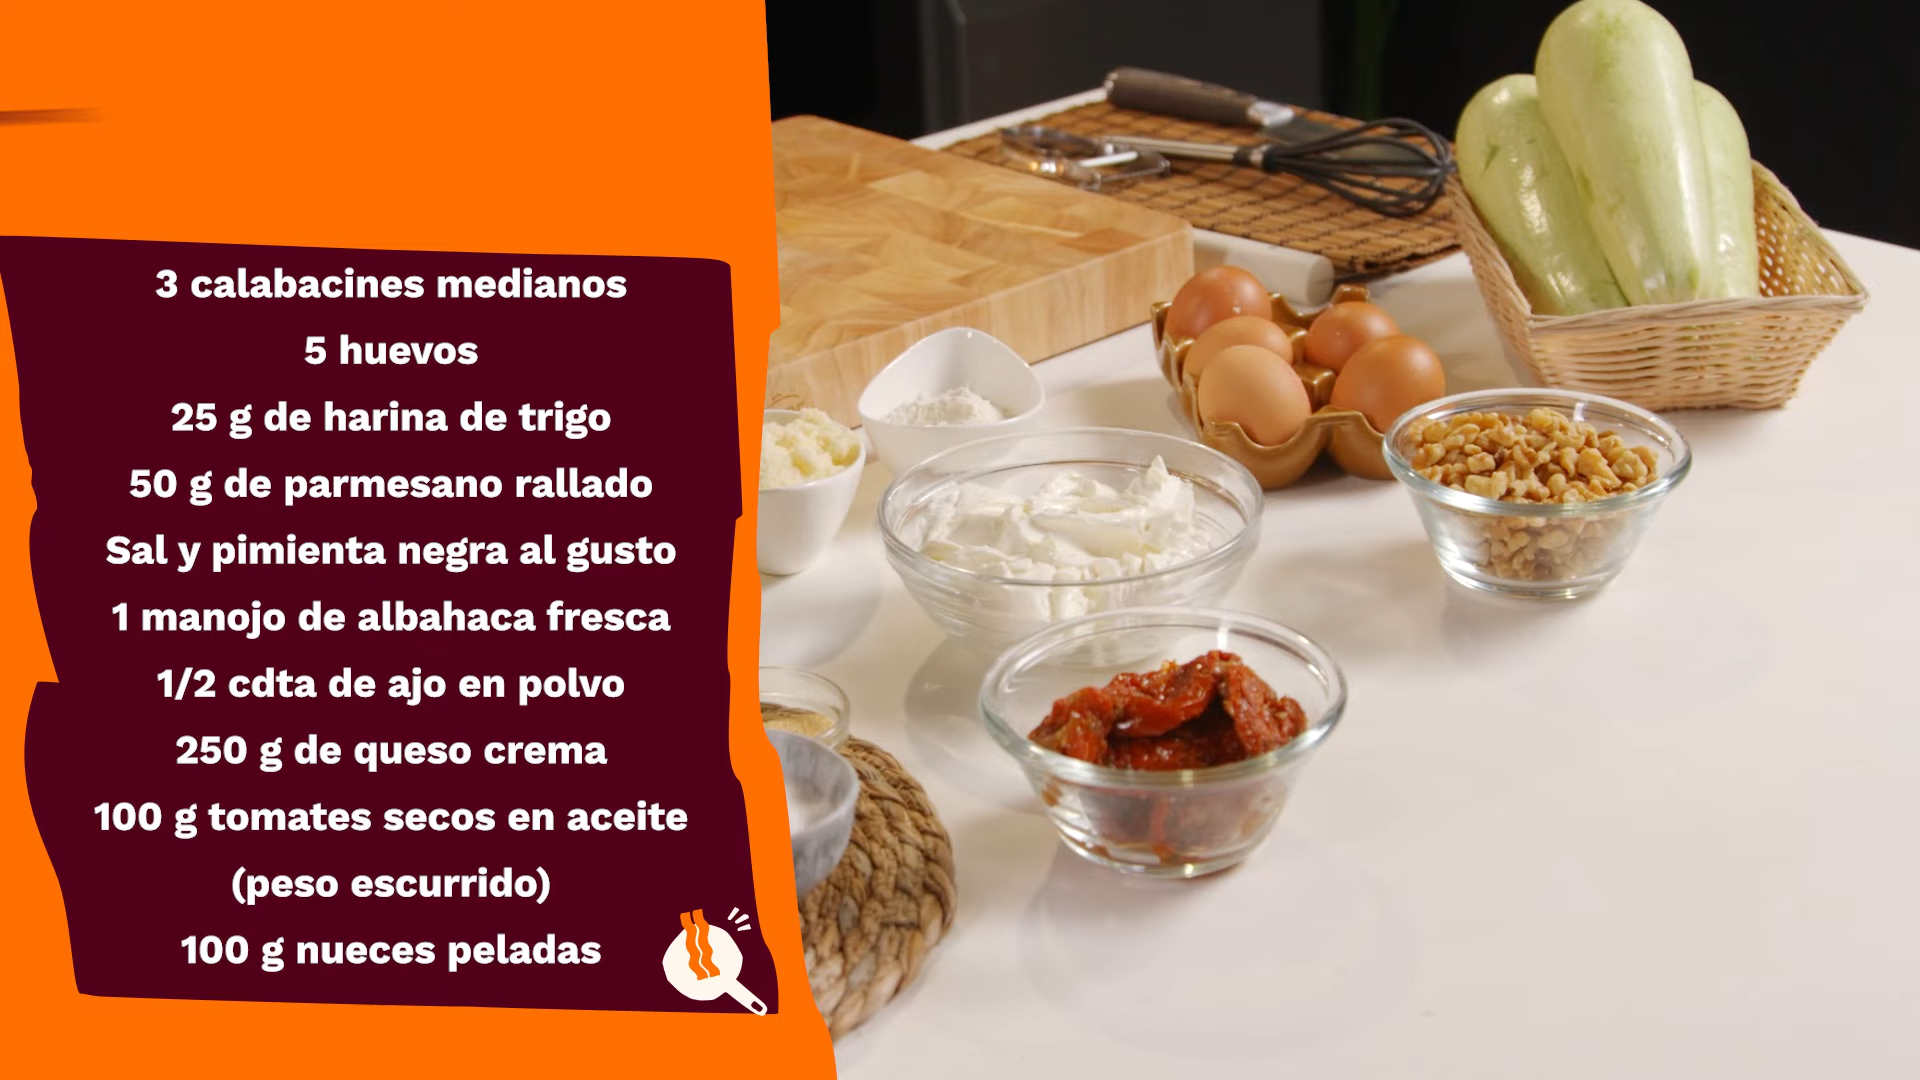 3 calabacines medianos
5 huevos
25 g de harina de trigo
50 g de parmesano rallado
Sal y pimienta negra al gusto
1 manojo de albahaca fresca
1/2 cdta de ajo en polvo
250 g de queso crema
100 g tomates secos en aceite
(peso escurrido)
100 g nueces peladas